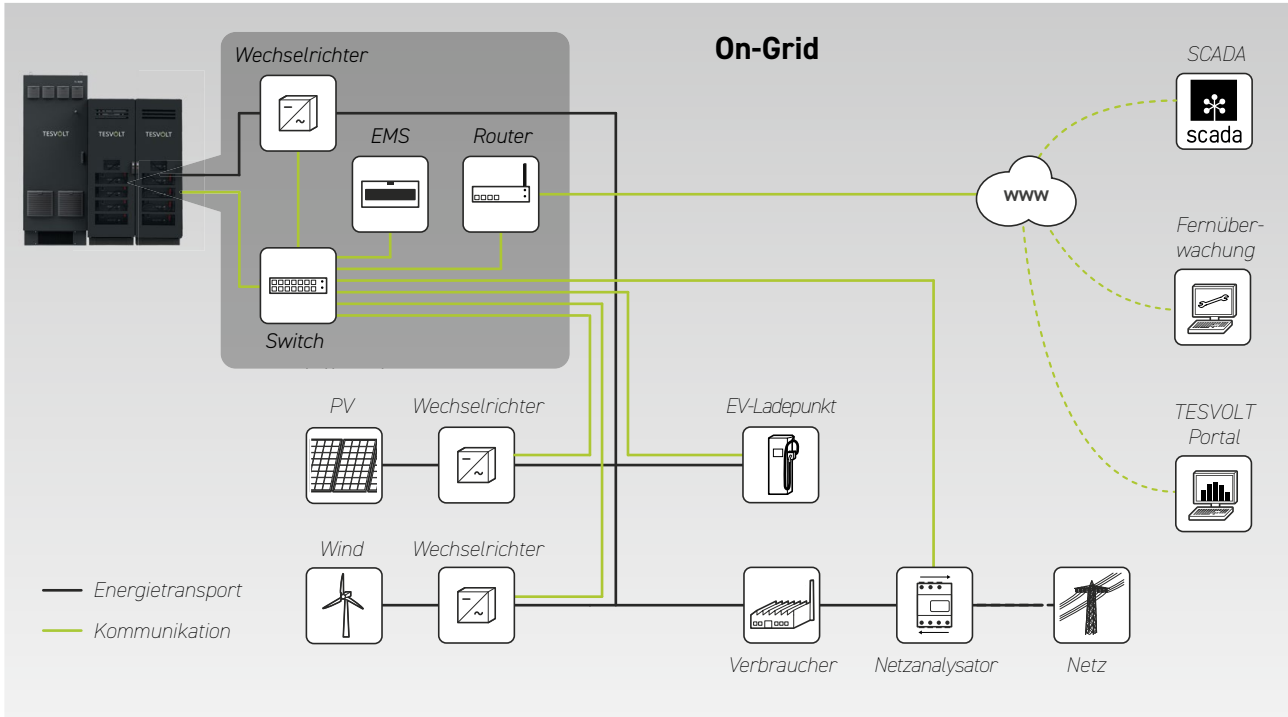 On-Grid
Wechselrichter
SCADA
TESVOLT
TESVOLT
TESVOLT
EMS
Router
scada
www
Fernüber-
wachung
Switch
PV
Wechselrichter
EV-Ladepunkt
TESVOLT
Portal
Wind
Wechselrichter
Energietransport
Kommunikation
Verbraucher
Netzanalysator
Netz